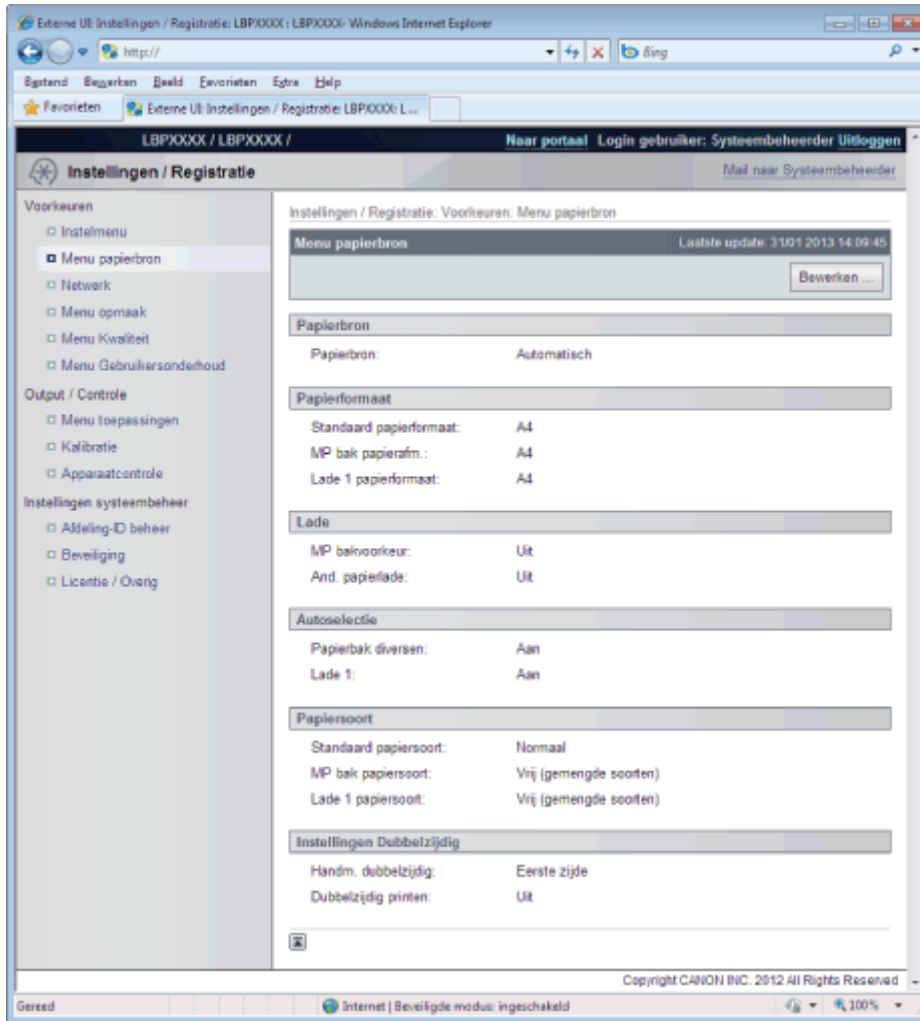 Externe UI: Instellingen / Registratie: LBPXXXX : LBPXXXX- Windows Internet Explorer
http://
Bing
Bestand Bewerken Beeld Favorieten Extra Help
Favorieten Externe UI: Instellingen / Registratie: LBPXXXX: L...
LBPXXXX / LBPXXXX / Naar portaal Login gebruiker: Systeembeheerder Uitloggen
Instellingen / Registratie Mail naar Systeembeheerder
Voorkeuren
Instelmenu
Menu papierbron
Netwerk
Menu opmaak
Menu Kwaliteit
Menu Gebruikersonderhoud
Output / Controle
Menu toepassingen
Kalibratie
Apparaatcontrole
Instellingen systeembeheer
Afdeling-ID beheer
Beveiliging
Licentie / Overig
Instellingen / Registratie: Voorkeuren: Menu papierbron
Menu papierbron Laatste update: 31/01 2013 14:09:45
Bewerken ...
Papierbron
Papierbron: Automatisch
Papierformaat
Standaard papierformaat: A4
MP bak papierafm.: A4
Lade 1 papierformaat: A4
Lade
MP bakvoorkeur: Uit
And. papierlade: Uit
Autoselectie
Papierbak diversen: Aan
Lade 1: Aan
Papiersoort
Standaard papiersoort: Normaal
MP bak papiersoort: Vrij (gemengde soorten)
Lade 1 papiersoort: Vrij (gemengde soorten)
Instellingen Dubbelzijdig
Handm. dubbelzijdig: Eerste zijde
Dubbelzijdig printen: Uit
Copyright CANON INC. 2012 All Rights Reserved
Gereed Internet | Beveiligde modus: ingeschakeld 100%